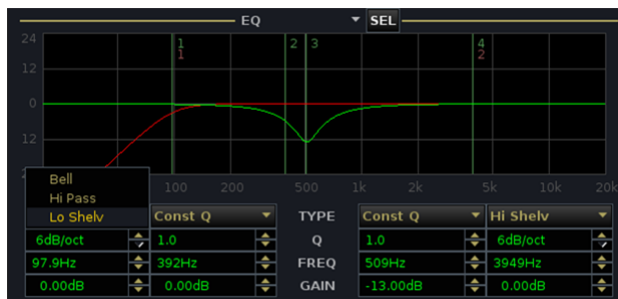 EQ SEL
24
1 2 3 4
1 2
12
0
12
Bell
100 200 500 1k 2k 5k 10k 20k
Hi Pass
Lo Shelv Const Q TYPE Const Q Hi Shelv
6dB/oct 1.0 Q 1.0 6dB/oct
97.9Hz 392Hz FREQ 509Hz 3949Hz
0.00dB 0.00dB GAIN -13.00dB 0.00dB